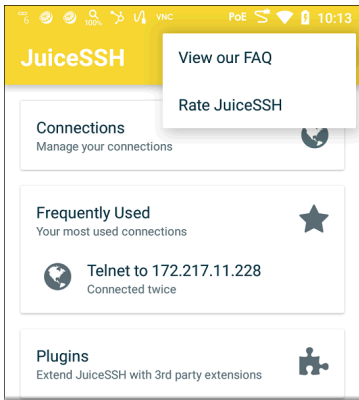 100%
VNC
PoE
10:13
JuiceSSH
View our FAQ
Rate JuiceSSH
Connections
Manage your connections
Frequently Used
Your most used connections
Telnet to 172.217.11.228
Connected twice
Plugins
Extend JuiceSSH with 3rd party extensions